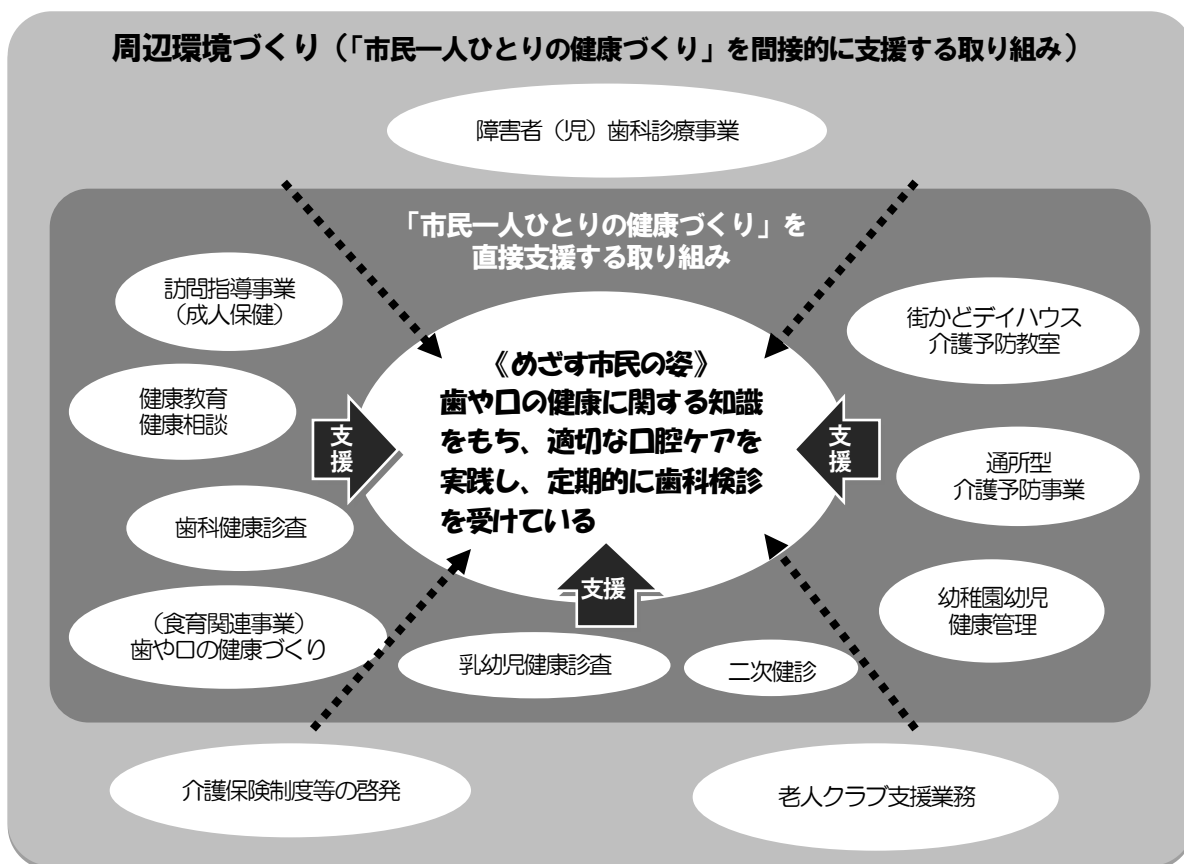 周辺環境づくり（「市民一人ひとりの健康づくり」を間接的に支援する取り組み）
障害者（児）歯科診療事業
「市民一人ひとりの健康づくり」を
直接支援する取り組み
訪問指導事業
（成人保健）
健康教育
健康相談
歯科健康診査
（食育関連事業）
歯や口の健康づくり
支援
《めざす市民の姿》
歯や口の健康に関する知識
をもち、適切な口腔ケアを
実践し、定期的に歯科検診
を受けている
支援
支援
街かどデイハウス
介護予防教室
通所型
介護予防事業
幼稚園幼児
健康管理
乳幼児健康診査
二次健診
介護保険制度等の啓発
老人クラブ支援業務